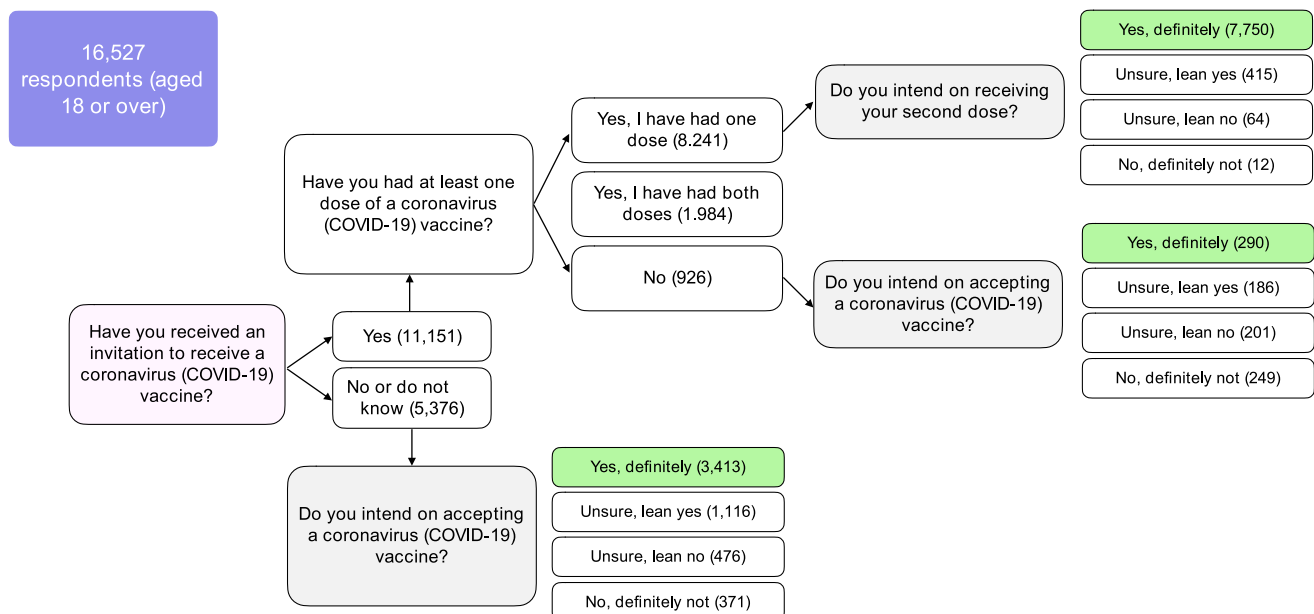 16,527
respondents (aged
18 or over)
Have you received an
invitation to receive a
coronavirus (COVID-19)
vaccine?
Yes (11,151)
No or do not
know (5,376)
Have you had at least one
dose of a coronavirus
(COVID-19) vaccine?
Yes, I have had one
dose (8.241)
Yes, I have had both
doses (1.984)
No (926)
Do you intend on receiving
your second dose?
Yes, definitely (7,750)
Unsure, lean yes (415)
Unsure, lean no (64)
No, definitely not (12)
Do you intend on accepting
a coronavirus (COVID-19)
vaccine?
Yes, definitely (290)
Unsure, lean yes (186)
Unsure, lean no (201)
No, definitely not (249)
Do you intend on accepting
a coronavirus (COVID-19)
vaccine?
Yes, definitely (3,413)
Unsure, lean yes (1,116)
Unsure, lean no (476)
No, definitely not (371)